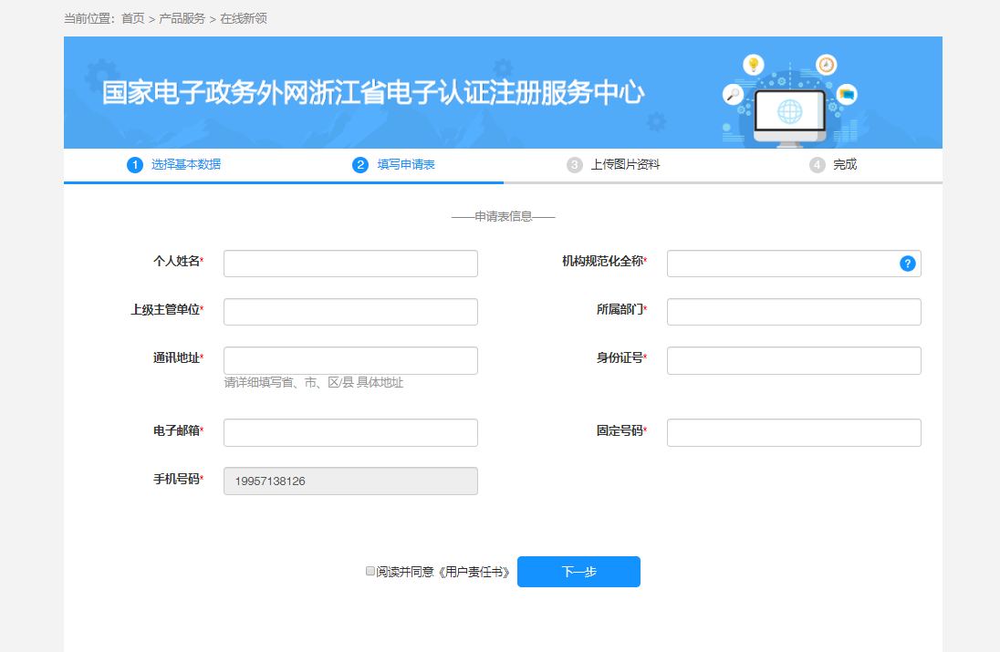 当前位置：首页 > 产品服务 > 在线新领
国家电子政务外网浙江省电子认证注册服务中心
1 选择基本数据 2 填写申请表 3 上传图片资料 4 完成
——申请表信息——
个人姓名* 机构规范化全称* ?
上级主管单位* 所属部门*
通讯地址* 身份证号*
请详细填写省、市、区/县 具体地址
电子邮箱* 固定号码*
手机号码* 19957138126
阅读并同意《用户责任书》 下一步